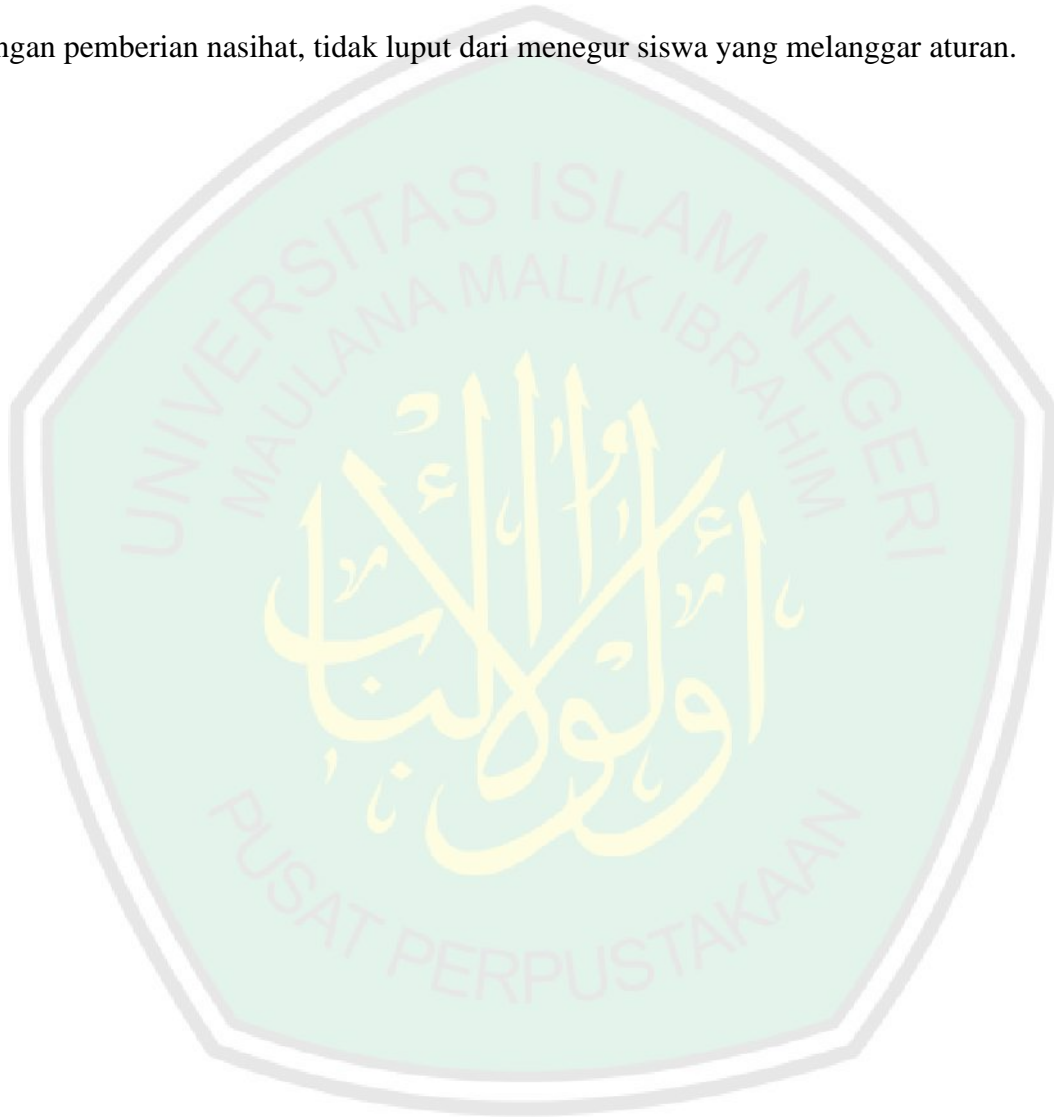 ngan pemberian nasihat, tidak luput dari menegur siswa yang melanggar aturan.
UNIVERSITAS ISLAM NEGERI
MAULANA MALIK IBRAHIM
أولوا الألباب
PUSAT PERPUSTAKAAN